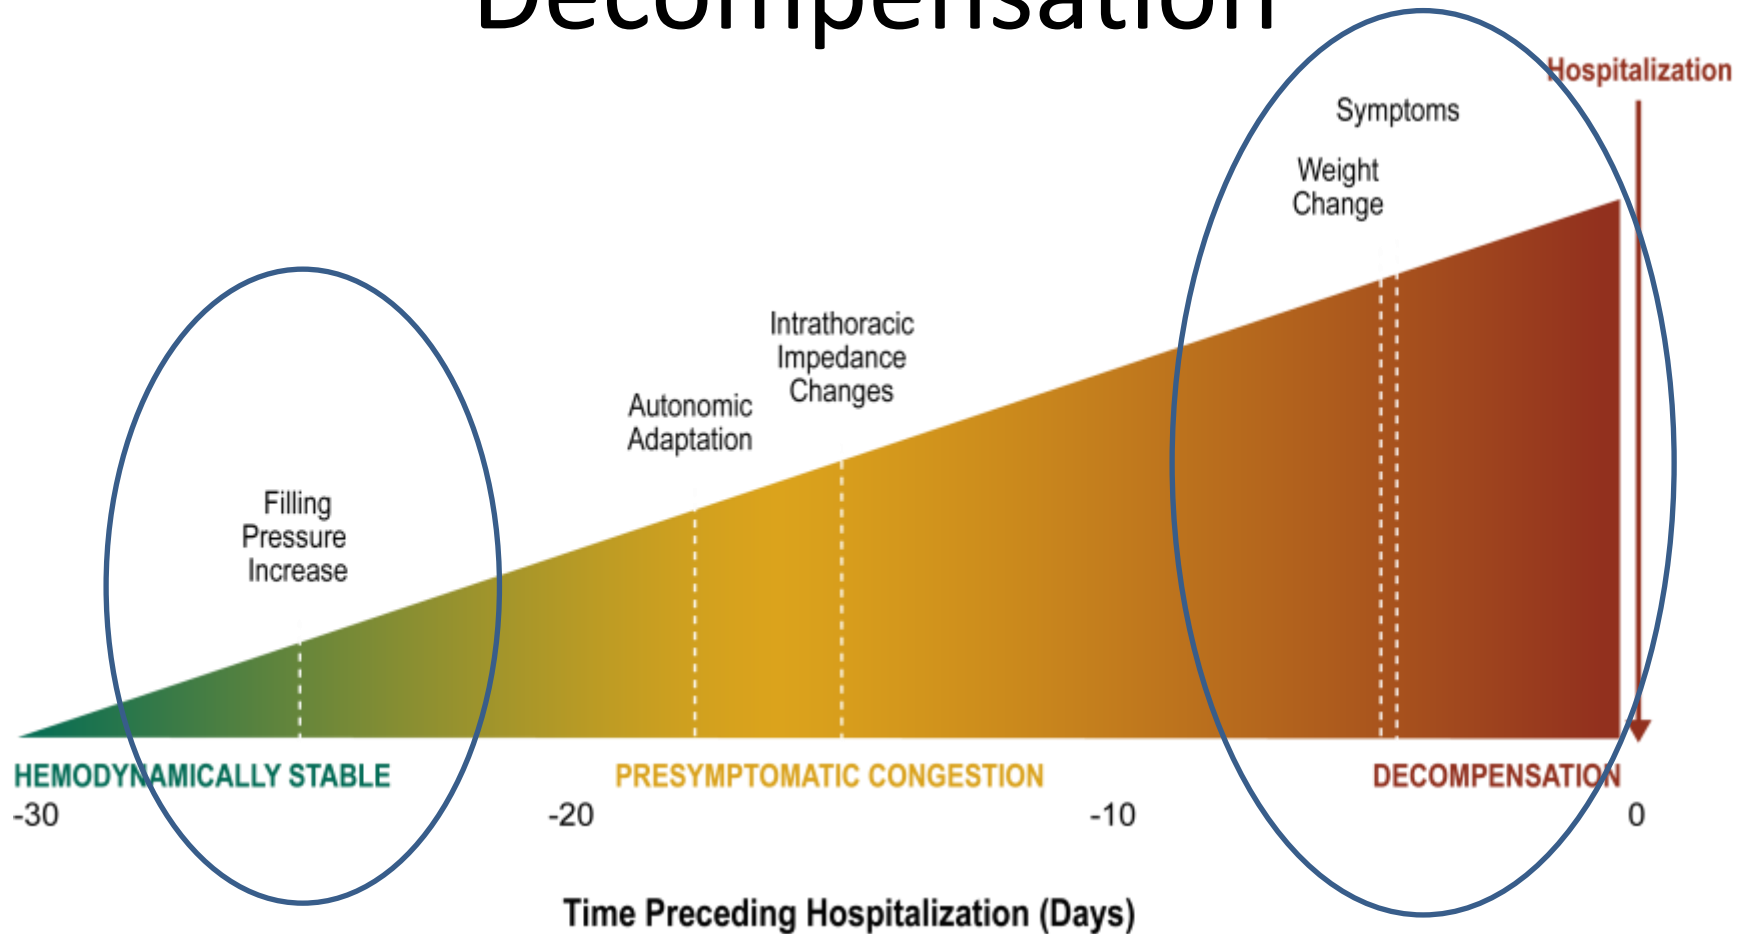 Decompensation
Hospitalization
Symptoms
Weight
Change
Intrathoracic
Impedance
Changes
Autonomic
Adaptation
Filling
Pressure
Increase
HEMODYNAMICALLY STABLE
PRESYMPTOMATIC CONGESTION
DECOMPENSATION
-30
-20
-10
0
Time Preceding Hospitalization (Days)